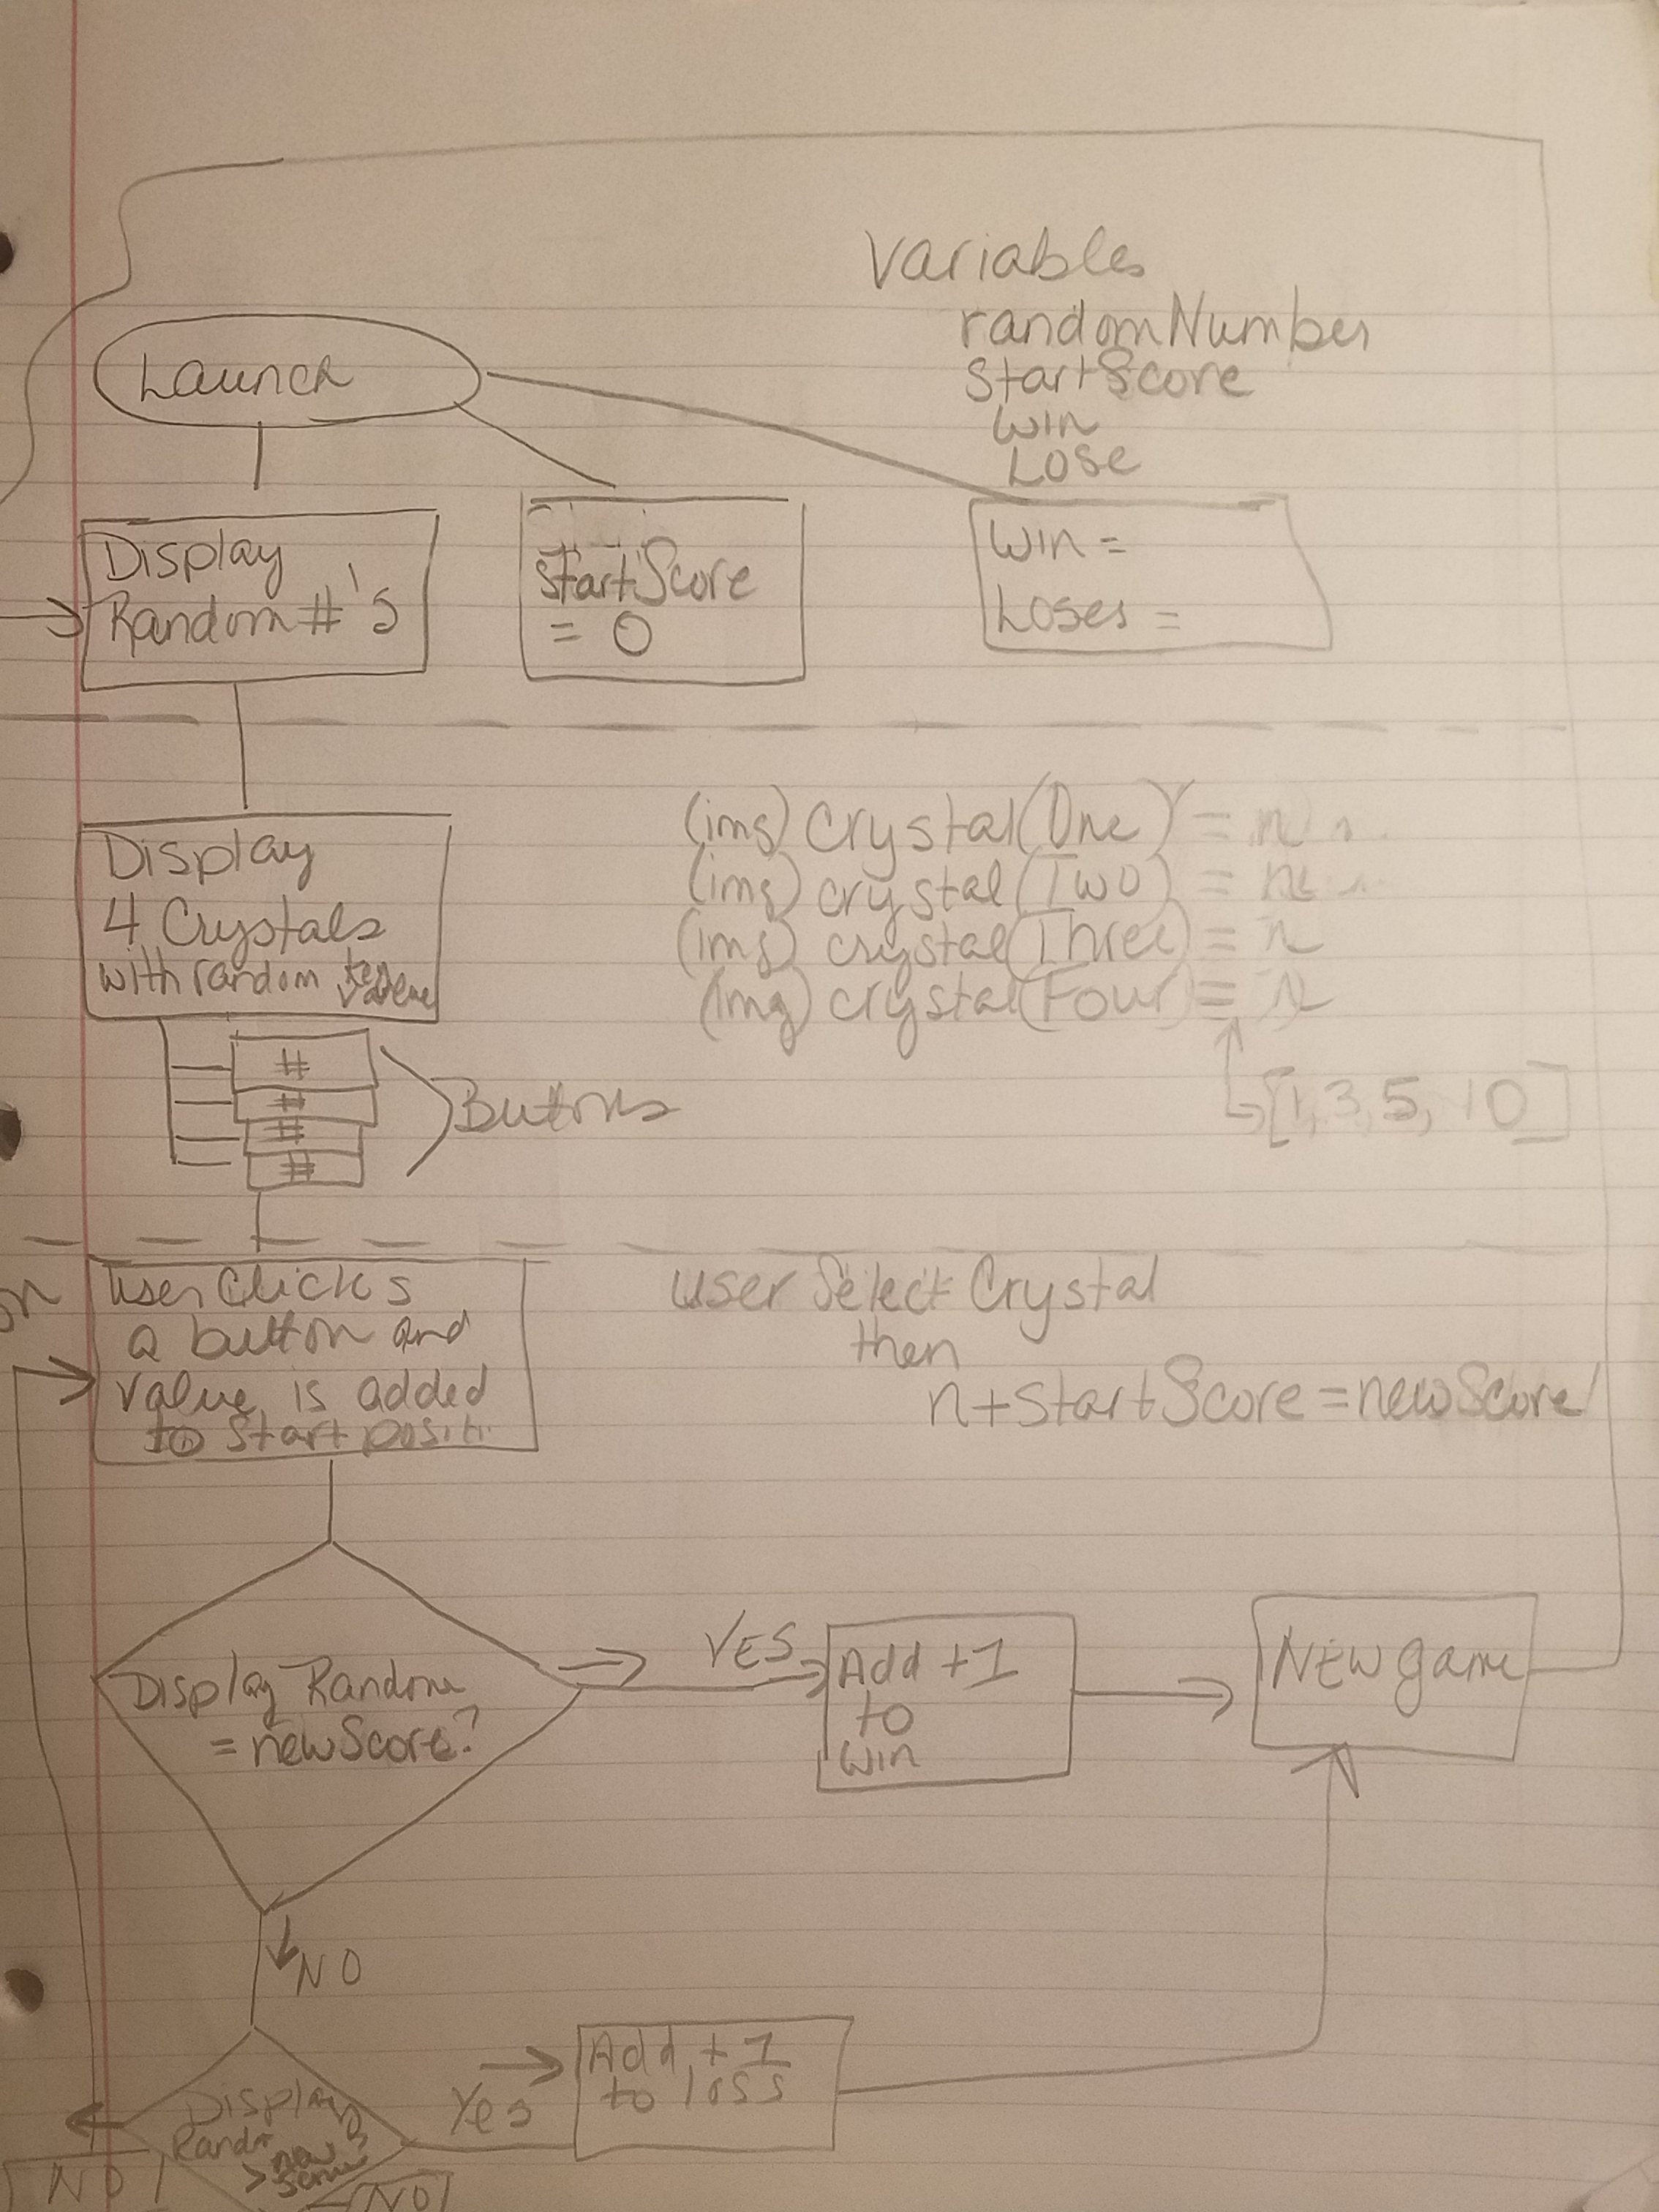 Variables
randomNumber
startScore
Win
Lose
Launch
Display
Random #'s
startScore
= 0
Win =
Loses =
Display
4 Crystals
with random
#
#
#
#
Buttons
(img) Crystal(One) = n
(img) crystal(Two) = n
(img) crystal(Three) = n
(img) crystal(Four) = n
[1,3,5, 10]
User Clicks
a button and
value is added
to Start positi
User Select Crystal
then
n+startScore=newScore
Display Random
= newScore?
YES
Add +1
to
win
New game
NO
Display
Rand
> new
Score?
Yes
Add +1
to loss
NO
NO